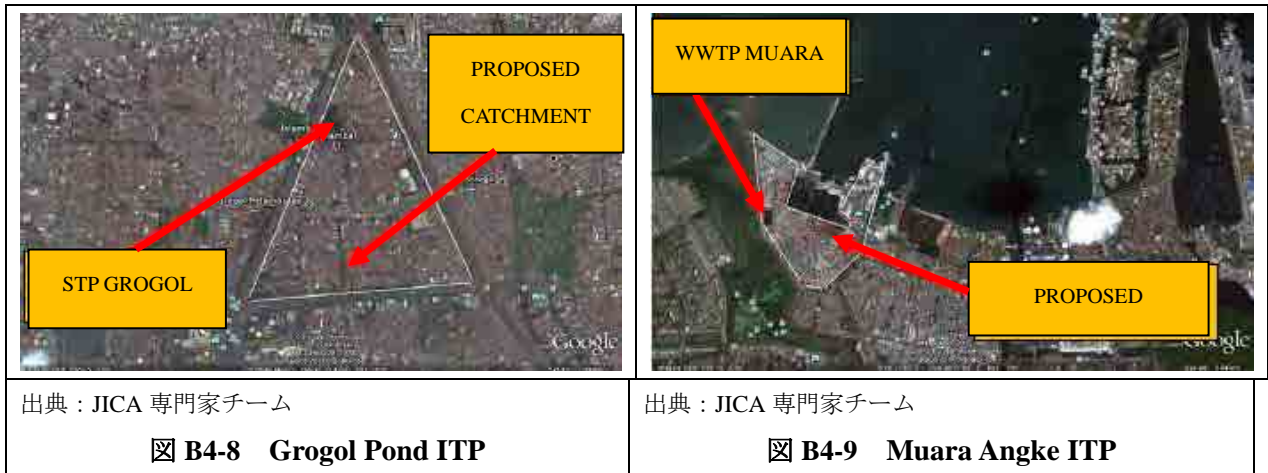 PROPOSED
CATCHMENT
STP GROGOL
Google
出典：JICA 専門家チーム
図 B4-8 Grogol Pond ITP
WWTP MUARA
PROPOSED
Google
出典：JICA 専門家チーム
図 B4-9 Muara Angke ITP